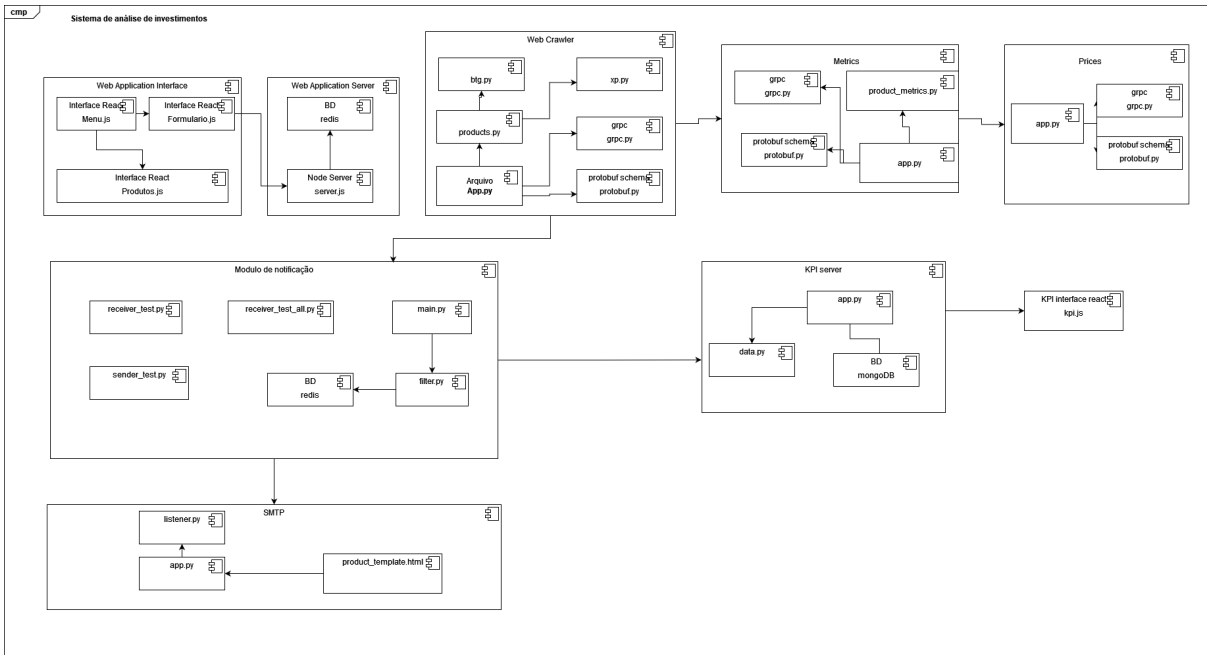 cmp
Sistema de análise de investimentos
Web Application Interface
Interface React
Menu.js
Interface React
Formulario.js
Interface React
Produtos.js
Web Application Server
BD
redis
Node Server
server.js
Web Crawler
btg.py
xp.py
products.py
grpc
grpc.py
Arquivo
App.py
protobuf schema
protobuf.py
Metrics
grpc
grpc.py
product_metrics.py
protobuf schema
protobuf.py
app.py
Prices
app.py
grpc
grpc.py
protobuf schema
protobuf.py
Modulo de notificação
receiver_test.py
receiver_test_all.py
main.py
sender_test.py
BD
redis
filter.py
KPI server
app.py
data.py
BD
mongoDB
KPI interface react
kpi.js
SMTP
listener.py
app.py
product_template.html